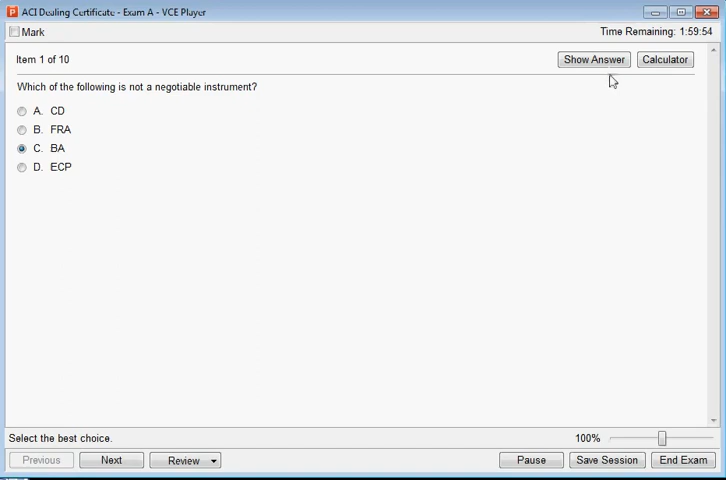 ACI Dealing Certificate - Exam A - VCE Player
Mark
Time Remaining: 1:59:54
Item 1 of 10
Show Answer
Calculator
Which of the following is not a negotiable instrument?
A. CD
B. FRA
C. BA
D. ECP
Select the best choice.
100%
Previous
Next
Review
Pause
Save Session
End Exam